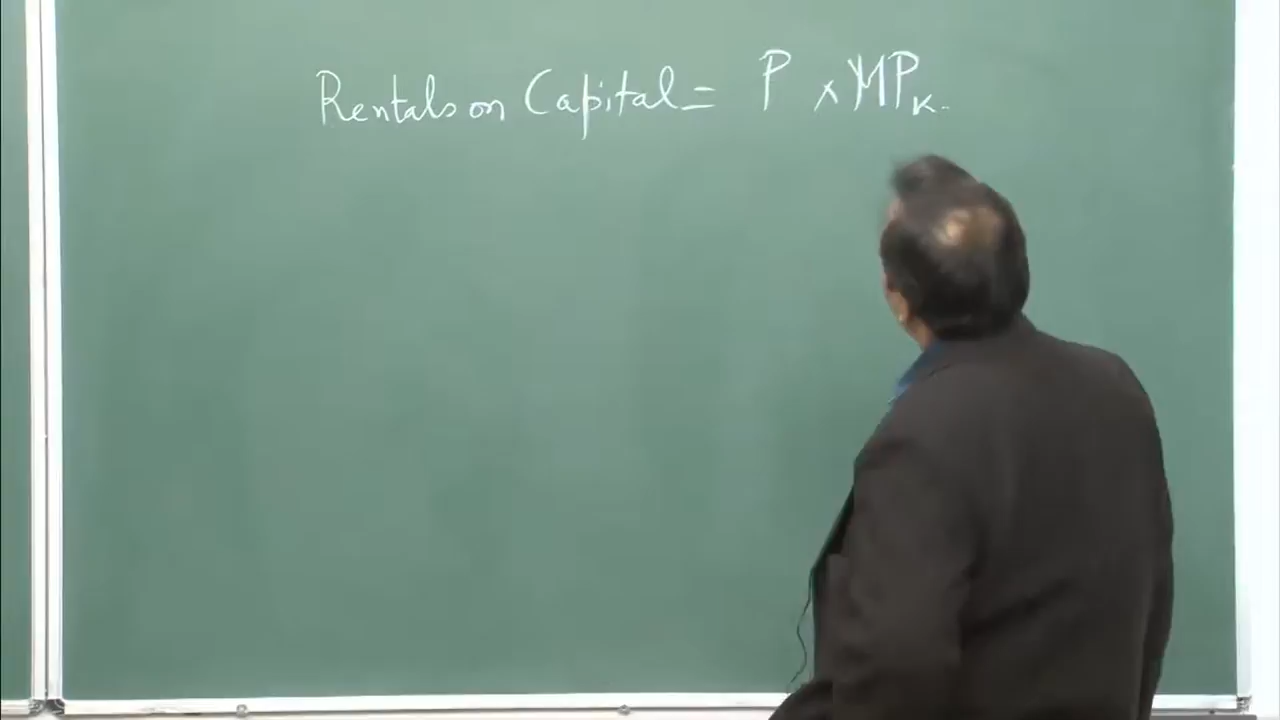 Rentals on Capital = P x MPK.